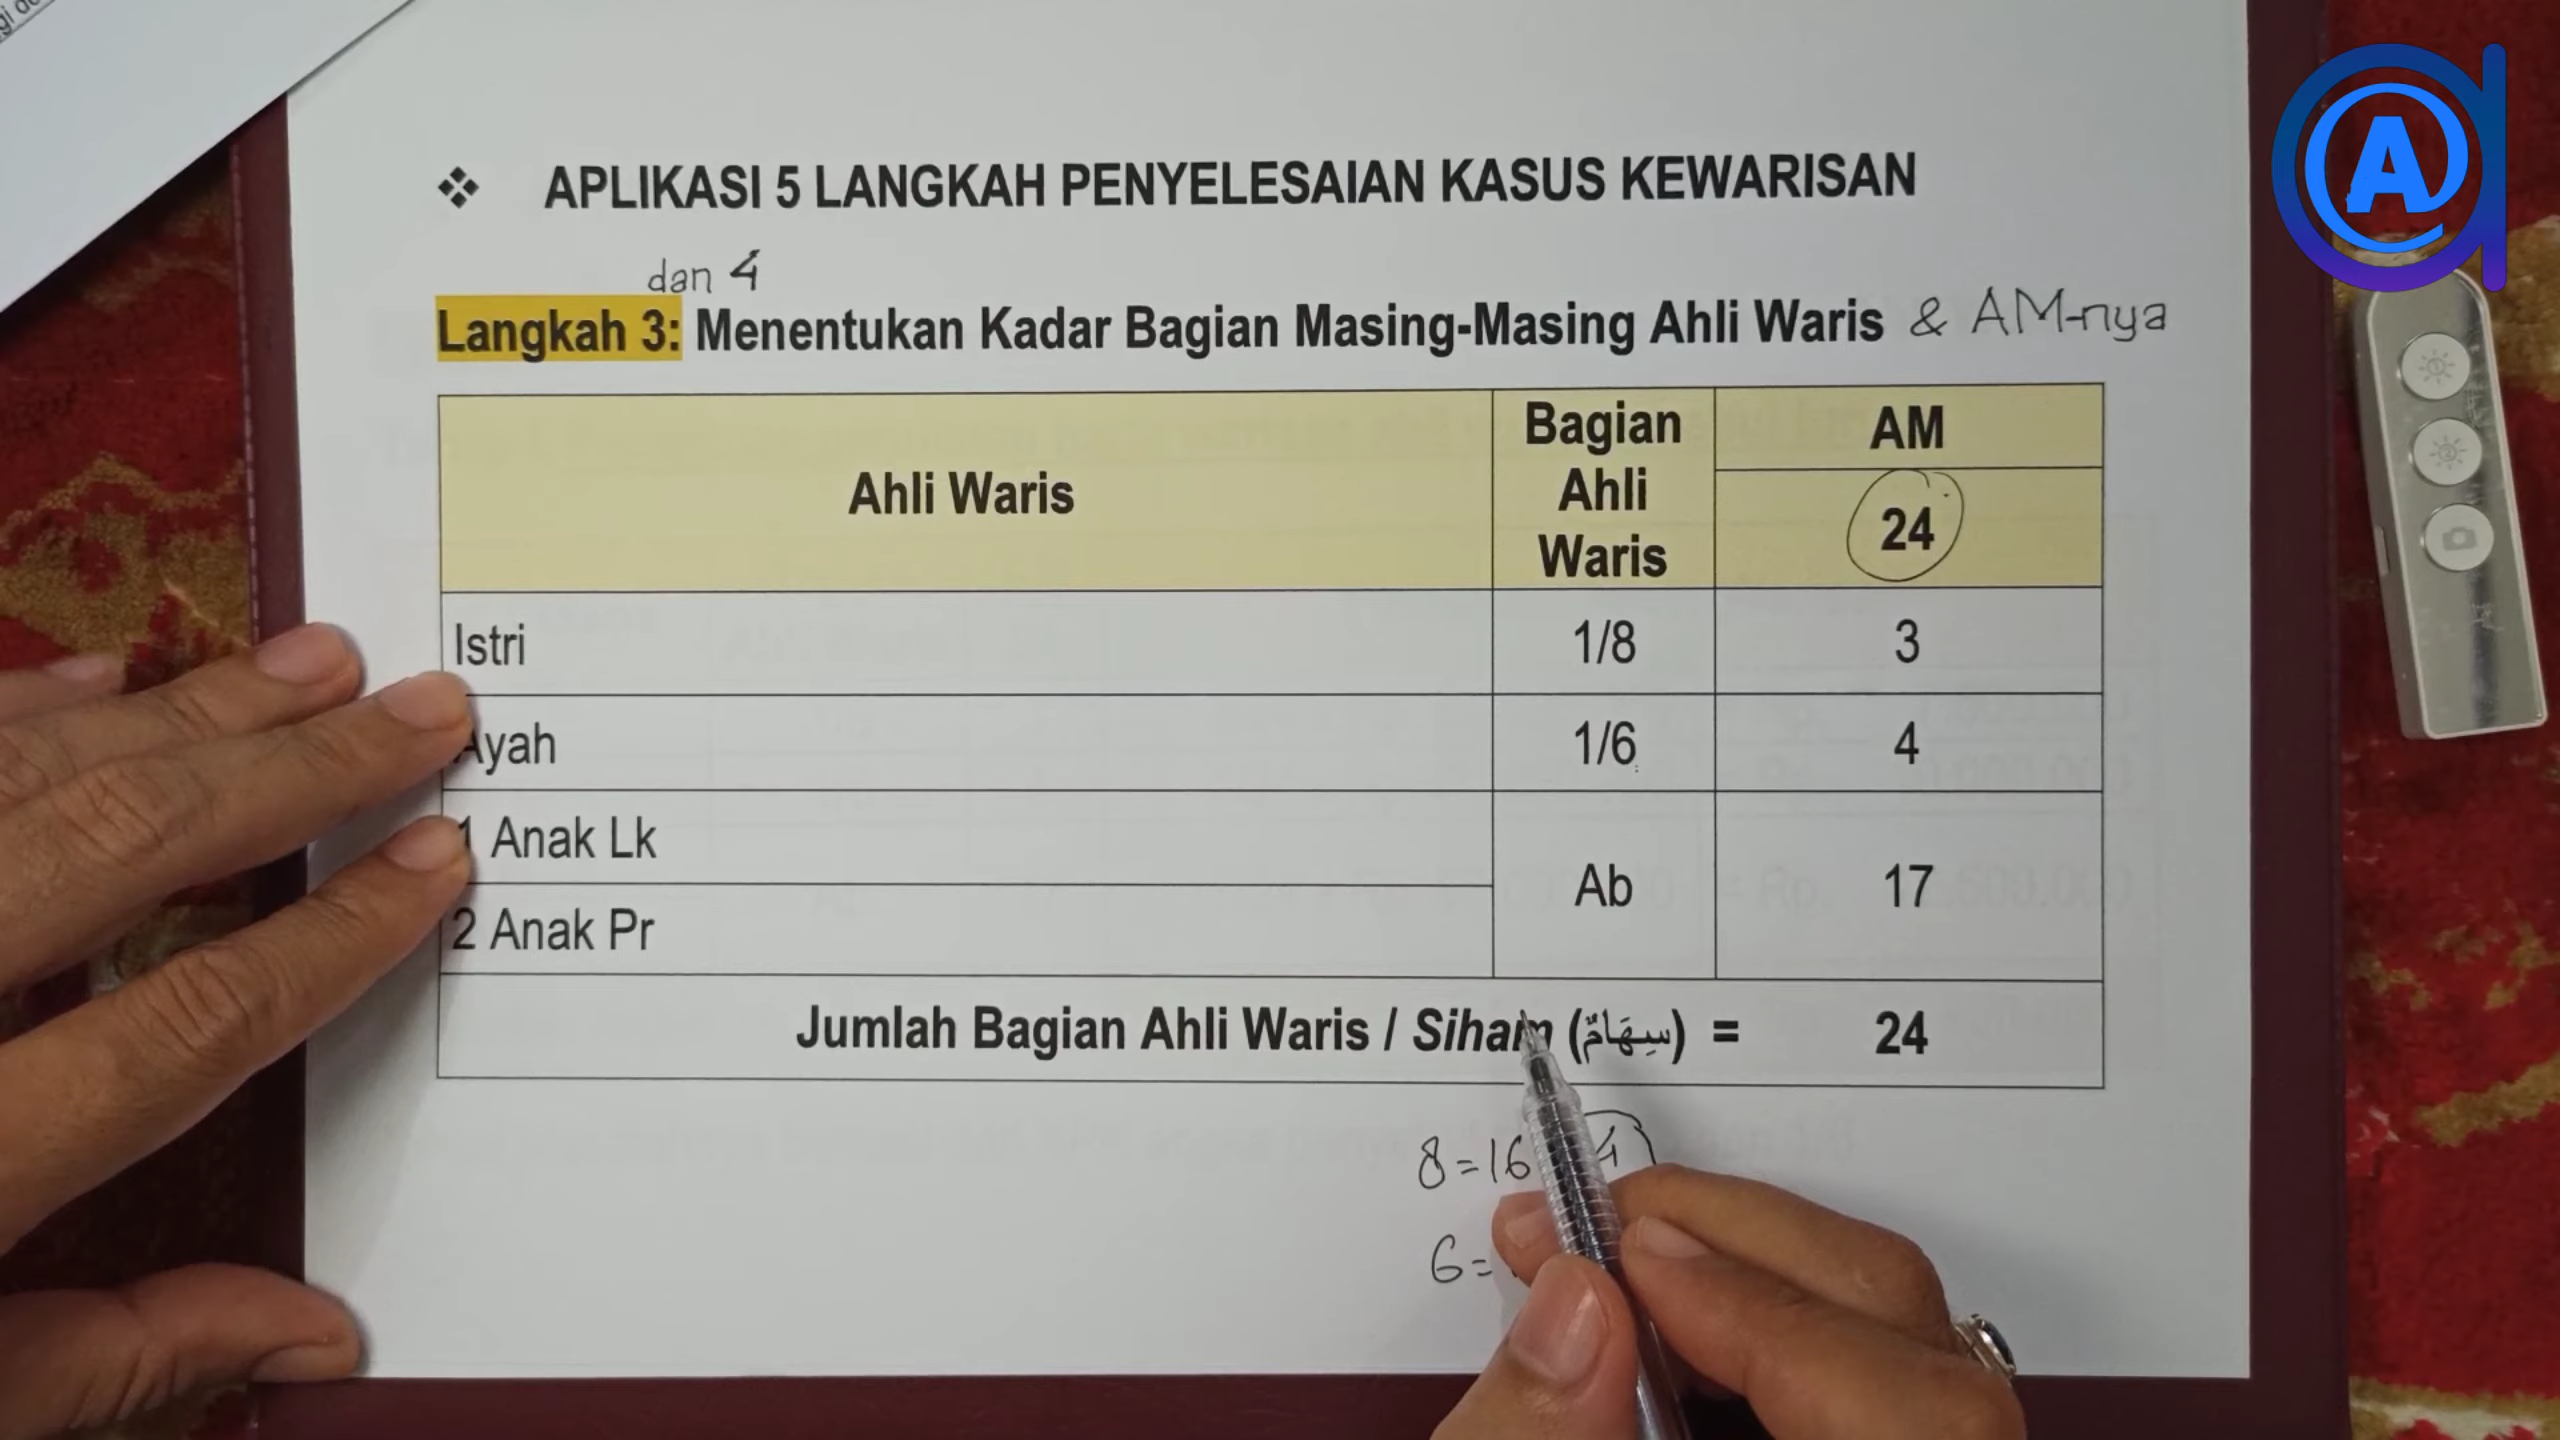 ❖ APLIKASI 5 LANGKAH PENYELESAIAN KASUS KEWARISAN
dan 4
Langkah 3: Menentukan Kadar Bagian Masing-Masing Ahli Waris & AM-nya
Ahli Waris
Bagian
Ahli
Waris
AM
24
Istri 1/8 3
Ayah 1/6 4
1 Anak Lk
2 Anak Pr
Ab 17
Jumlah Bagian Ahli Waris / Siham (سِهَامٌ) = 24
8=16
6=